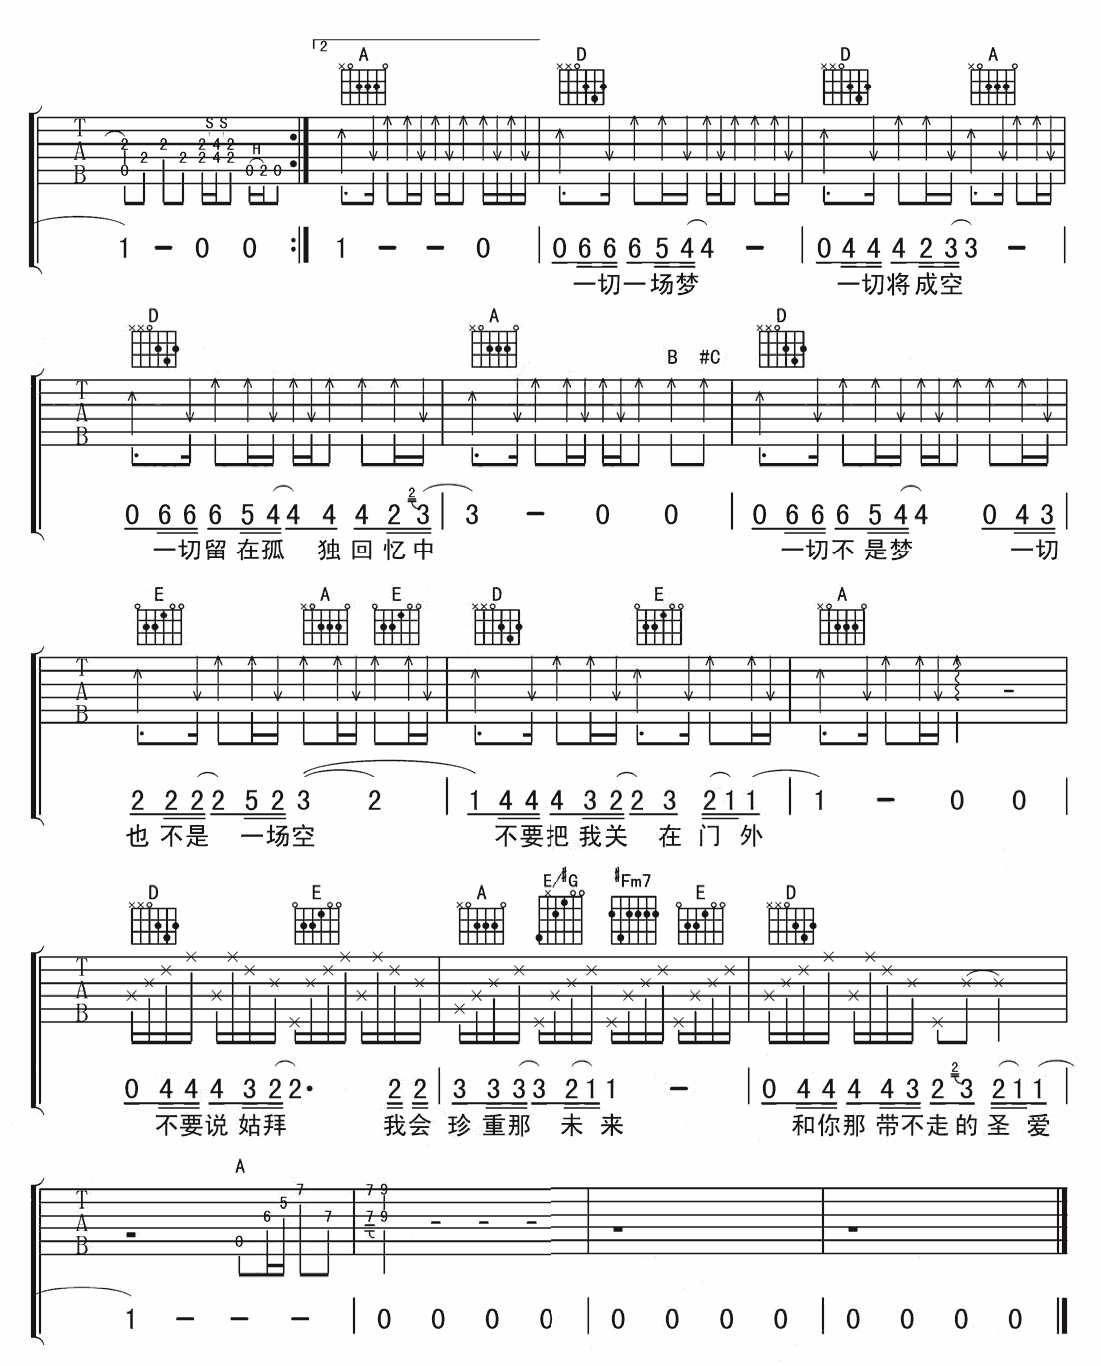 2
A D D A
T A B S S 2 0 2 2 2 2 2 4 4 2 2 H 0 2 0
1 - 0 0 1 - - 0 0 6 6 6 5 4 4 - 0 4 4 4 2 3 3 -
一切一场梦 一切将成空
D A B #C D
T A B
0 6 6 6 5 4 4 4 4 2 2 3 3 - 0 0 0 6 6 6 5 4 4 0 4 3
一切留在孤 独回忆中 一切不是梦 一切
E A E D E A
T A B
2 2 2 2 5 2 3 2 1 4 4 4 3 2 2 3 2 1 1 1 - 0 0
也不是 一场空 不要把我关 在门外
D E A E/#G #Fm7 E D
T A B
0 4 4 4 3 2 2· 2 2 3 3 3 3 2 1 1 - 0 4 4 4 4 3 2 2 3 2 1 1
不要说姑拜 我会珍重那 未来 和你那带不走的圣爱
A
T A B 0 6 5 7 7 7 9 7 9 - - -
1 - - - 0 0 0 0 0 0 0 0 0 0 0 0